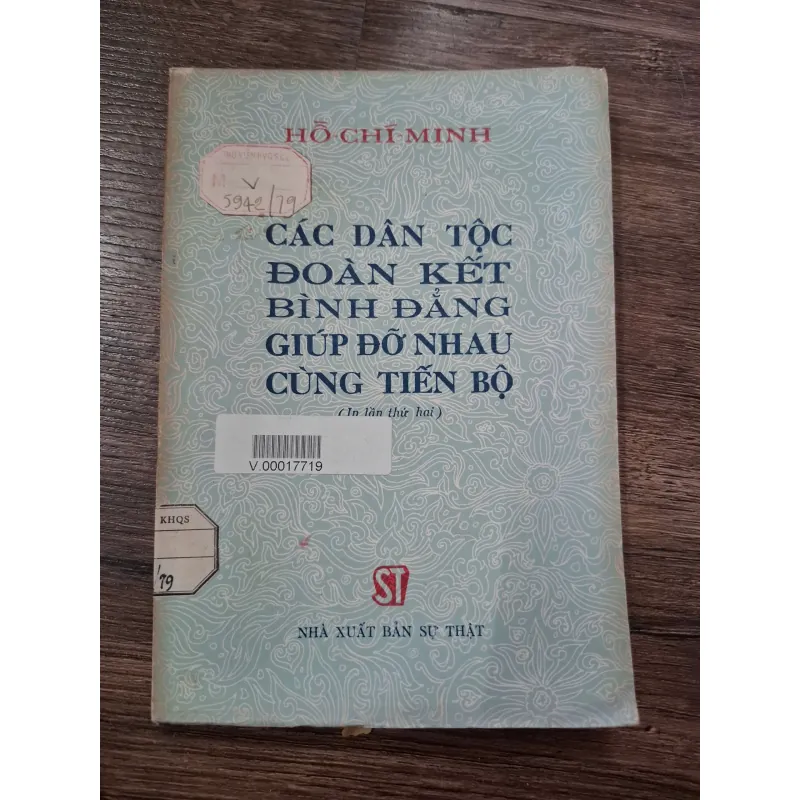 HỒ-CHÍ-MINH
V
5942/79
CÁC DÂN TỘC
ĐOÀN KẾT
BÌNH ĐẲNG
GIÚP ĐỠ NHAU
CÙNG TIẾN BỘ
(In lần thứ hai)
V.00017719
KHQS
/79
ST
NHÀ XUẤT BẢN SỰ THẬT